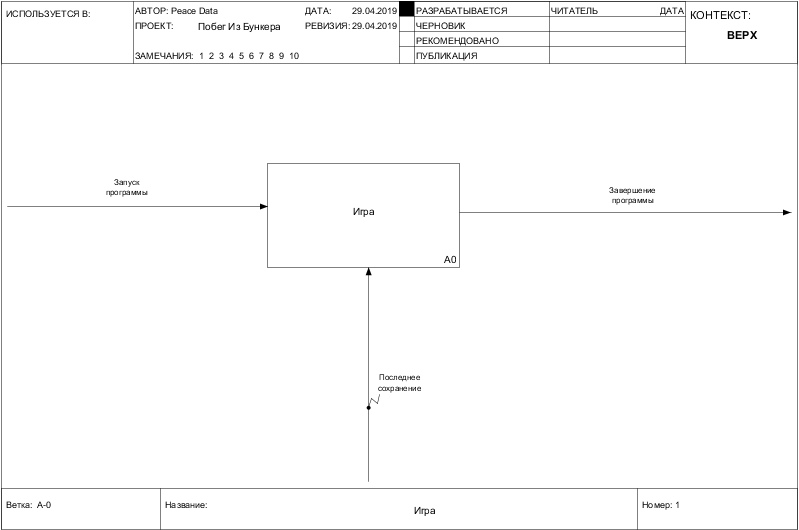 ИСПОЛЬЗУЕТСЯ В:
АВТОР: Peace Data
ДАТА: 29.04.2019
ПРОЕКТ: Побег Из Бункера
РЕВИЗИЯ: 29.04.2019
ЗАМЕЧАНИЯ: 1 2 3 4 5 6 7 8 9 10
РАЗРАБАТЫВАЕТСЯ
ЧЕРНОВИК
РЕКОМЕНДОВАНО
ПУБЛИКАЦИЯ
ЧИТАТЕЛЬ ДАТА
КОНТЕКСТ:
ВЕРХ
Запуск
программы
Игра
A0
Завершение
программы
Последнее
сохранение
Ветка: A-0
Название: Игра
Номер: 1